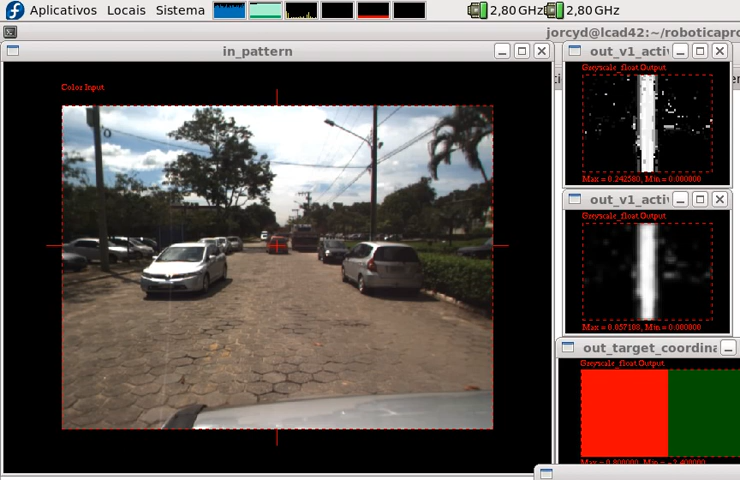 Aplicativos Locais Sistema 2,80 GHz 2,80 GHz
jorcyd@lcad42:~/roboticapro
in_pattern
Color Input
out_v1_activ
Greyscale_float Output
Max = 0.242580, Min = 0.000000
out_v1_activ
Greyscale_float Output
Max = 0.057108, Min = 0.000000
out_target_coordina
Greyscale_float Output